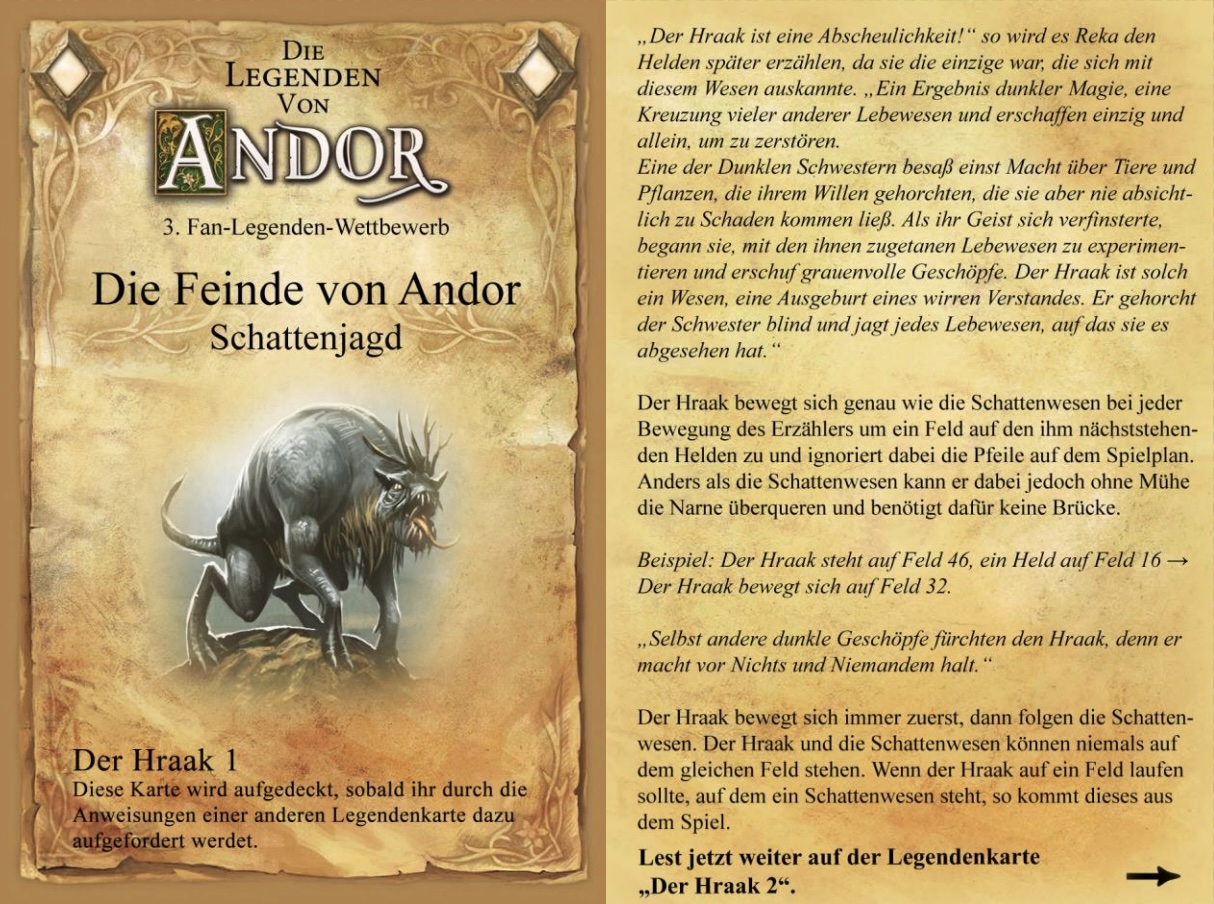 Die
Legenden
von
Andor
3. Fan-Legenden-Wettbewerb
Die Feinde von Andor
Schattenjagd
Der Hraak 1
Diese Karte wird aufgedeckt, sobald ihr durch die
Anweisungen einer anderen Legendenkarte dazu
aufgefordert werdet.
„Der Hraak ist eine Abscheulichkeit!“ so wird es Reka den
Helden später erzählen, da sie die einzige war, die sich mit
diesem Wesen auskannte. „Ein Ergebnis dunkler Magie, eine
Kreuzung vieler anderer Lebewesen und erschaffen einzig und
allein, um zu zerstören.
Eine der Dunklen Schwestern besaß einst Macht über Tiere und
Pflanzen, die ihrem Willen gehorchten, die sie aber nie absicht-
lich zu Schaden kommen ließ. Als ihr Geist sich verfinsterte,
begann sie, mit den ihnen zugetanen Lebewesen zu experimen-
tieren und erschuf grauenvolle Geschöpfe. Der Hraak ist solch
ein Wesen, eine Ausgeburt eines wirren Verstandes. Er gehorcht
der Schwester blind und jagt jedes Lebewesen, auf das sie es
abgesehen hat.“
Der Hraak bewegt sich genau wie die Schattenwesen bei jeder
Bewegung des Erzählers um ein Feld auf den ihm nächststehen-
den Helden zu und ignoriert dabei die Pfeile auf dem Spielplan.
Anders als die Schattenwesen kann er dabei jedoch ohne Mühe
die Narne überqueren und benötigt dafür keine Brücke.
Beispiel: Der Hraak steht auf Feld 46, ein Held auf Feld 16 →
Der Hraak bewegt sich auf Feld 32.
„Selbst andere dunkle Geschöpfe fürchten den Hraak, denn er
macht vor Nichts und Niemandem halt.“
Der Hraak bewegt sich immer zuerst, dann folgen die Schatten-
wesen. Der Hraak und die Schattenwesen können niemals auf
dem gleichen Feld stehen. Wenn der Hraak auf ein Feld laufen
sollte, auf dem ein Schattenwesen steht, so kommt dieses aus
dem Spiel.
Lest jetzt weiter auf der Legendenkarte
„Der Hraak 2“.